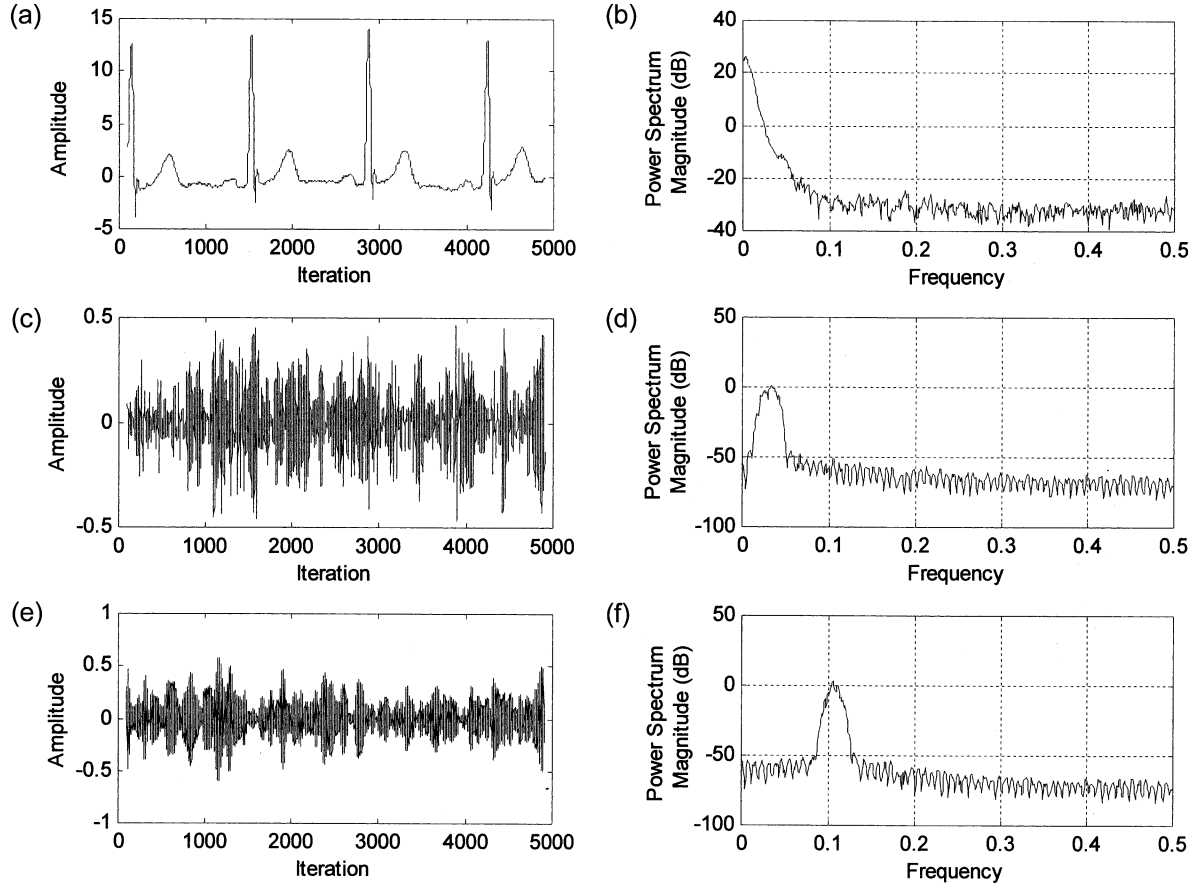 (a)
15
10
5
0
-5
Amplitude
0 1000 2000 3000 4000 5000
Iteration
(b)
40
20
0
-20
-40
Power Spectrum
Magnitude (dB)
0 0.1 0.2 0.3 0.4 0.5
Frequency
(c)
0.5
0
-0.5
Amplitude
0 1000 2000 3000 4000 5000
Iteration
(d)
50
0
-50
-100
Power Spectrum
Magnitude (dB)
0 0.1 0.2 0.3 0.4 0.5
Frequency
(e)
1
0.5
0
-0.5
-1
Amplitude
0 1000 2000 3000 4000 5000
Iteration
(f)
50
0
-50
-100
Power Spectrum
Magnitude (dB)
0 0.1 0.2 0.3 0.4 0.5
Frequency